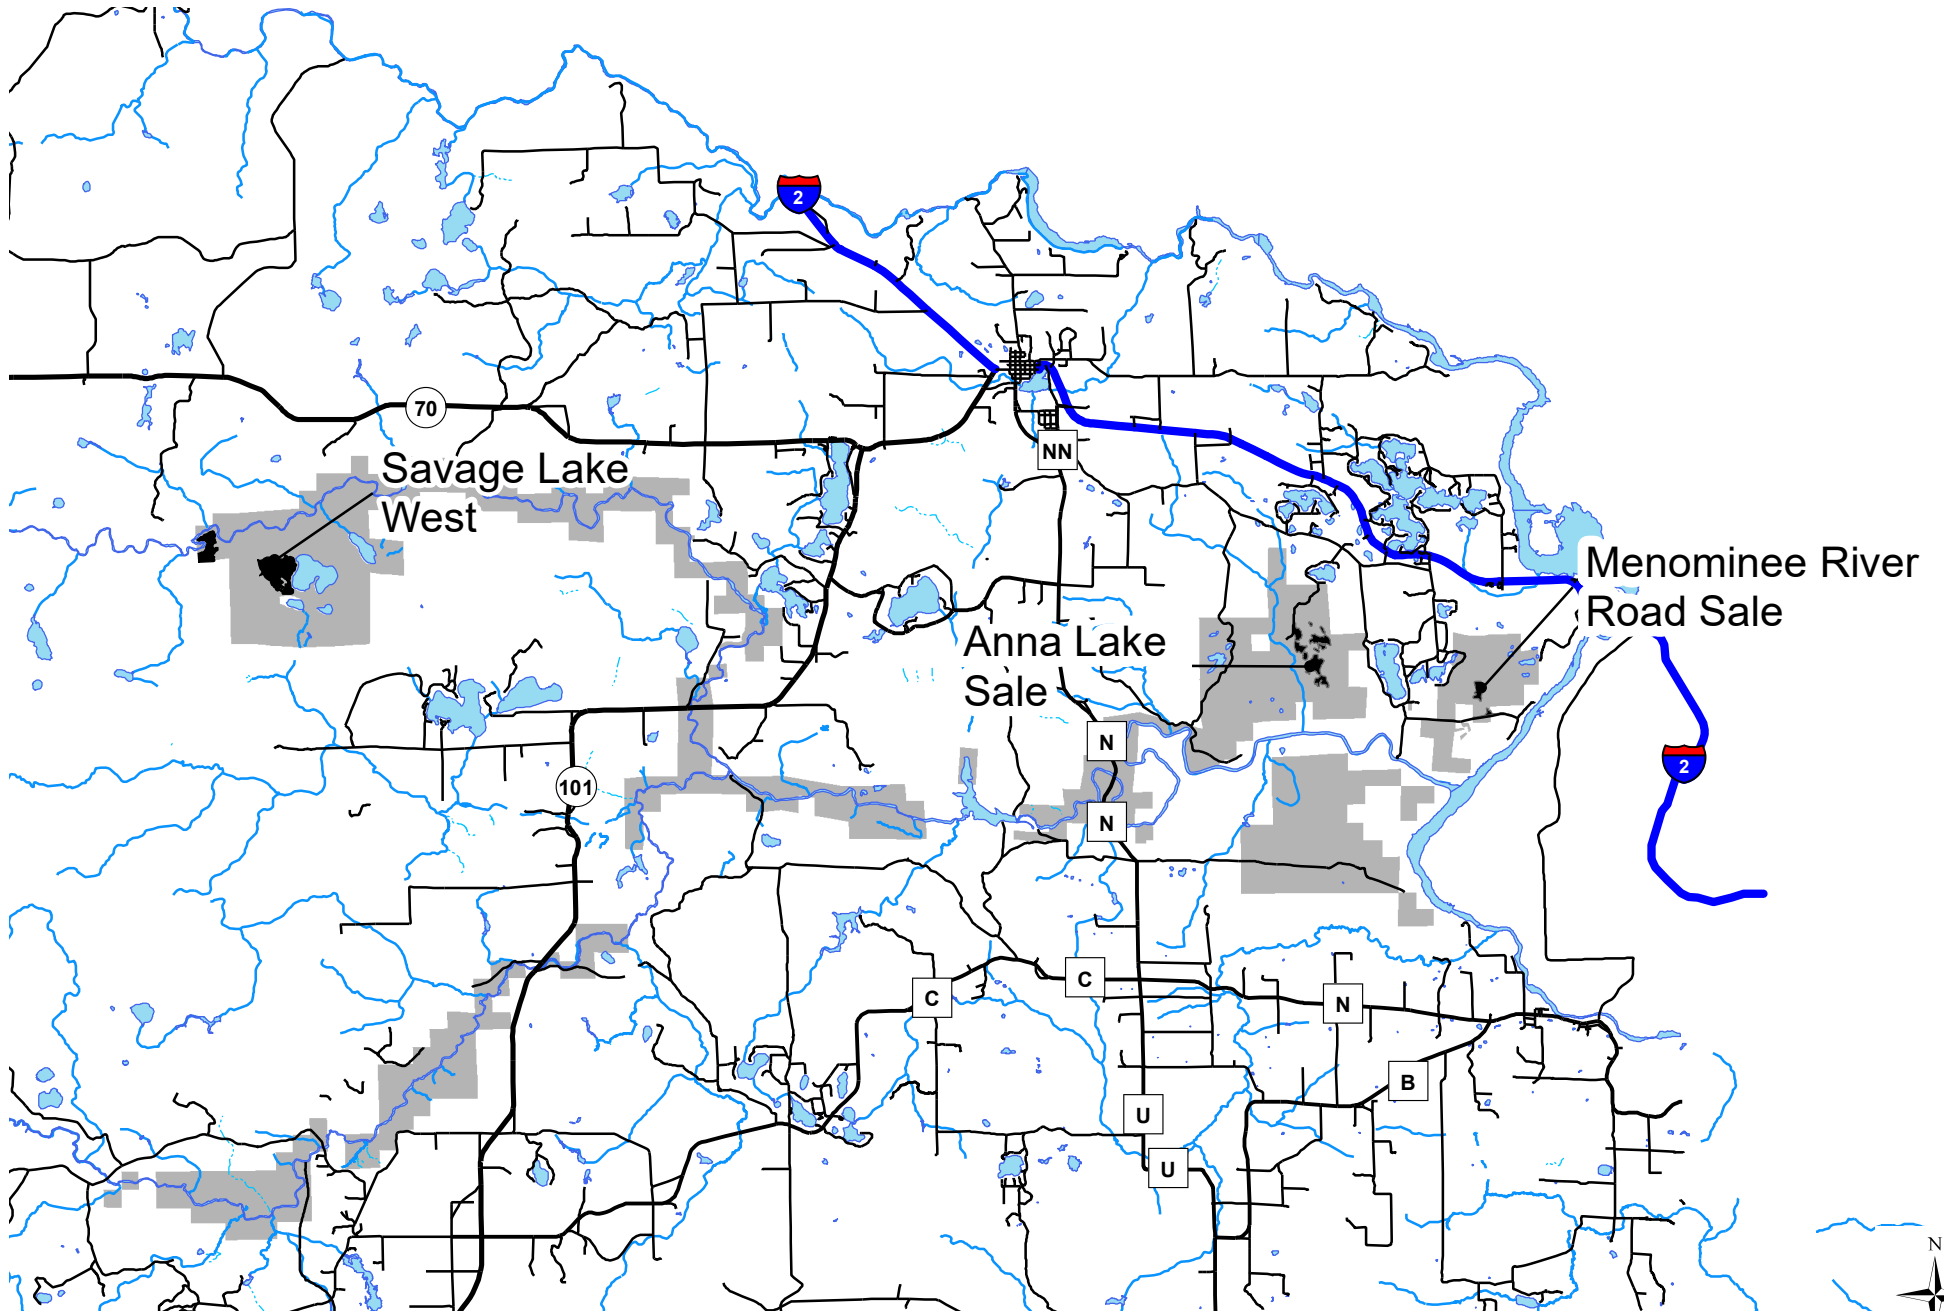 2
70
NN
Savage Lake
West
Menominee River
Road Sale
Anna Lake
Sale
N
2
101
N
C
C
N
B
U
U
N